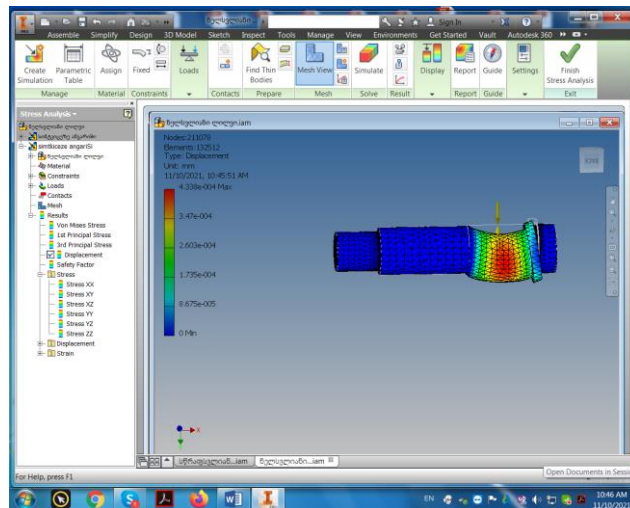 Sign In
Assemble Simplify Design 3D Model Sketch Inspect Tools Manage View Environments Get Started Vault Autodesk 360
Create Simulation
Parametric Table
Assign
Fixed
Loads
Find Thin Bodies
Mesh View
Simulate
Display
Report
Guide
Settings
Finish Stress Analysis
Manage Material Constraints Contacts Prepare Mesh Solve Result Report Guide Exit
Stress Analysis
simtkicaze angariSi
Material
Constraints
Loads
Contacts
Mesh
Results
Von Mises Stress
1st Principal Stress
3rd Principal Stress
Displacement
Safety Factor
Stress
Stress XX
Stress XY
Stress XZ
Stress YY
Stress YZ
Stress ZZ
Displacement
Strain
Nodes:211079
Elements:132512
Type: Displacement
Unit: mm
11/10/2021, 10:45:51 AM
4.338e-004 Max
3.47e-004
2.603e-004
1.735e-004
8.675e-005
0 Min
X
For Help, press F1
Open Documents in Sessi
EN
10:46 AM
11/10/2021